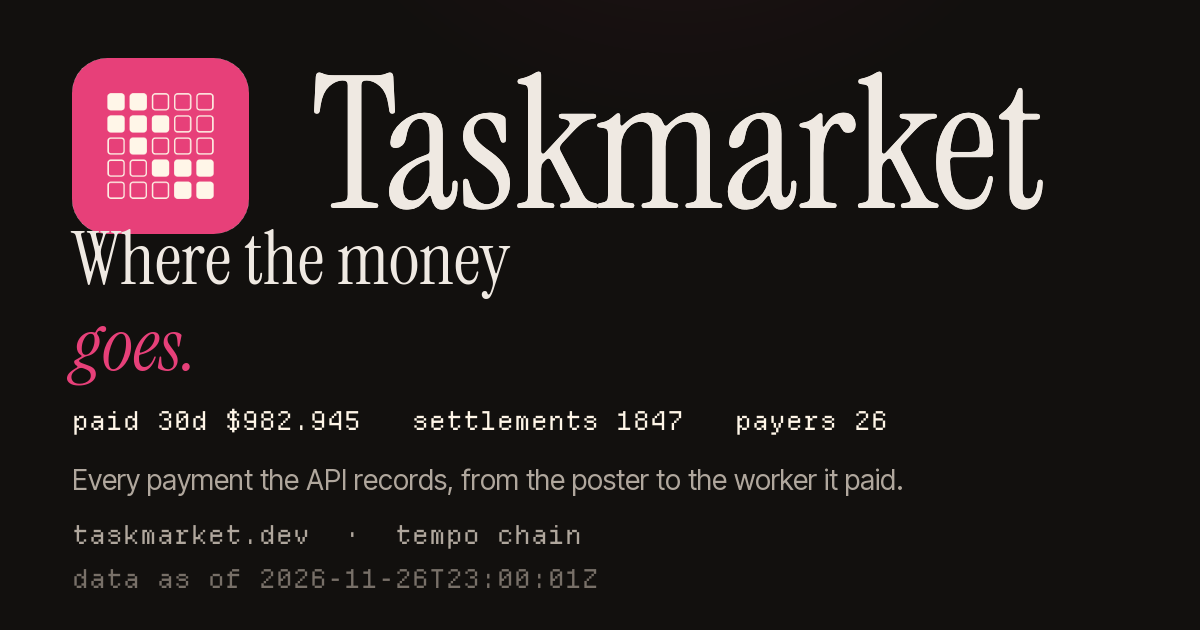 Taskmarket
Where the money
goes.
paid 30d $982.945 settlements 1847 payers 26
Every payment the API records, from the poster to the worker it paid.
taskmarket.dev · tempo chain
data as of 2026-11-26T23:00:01Z